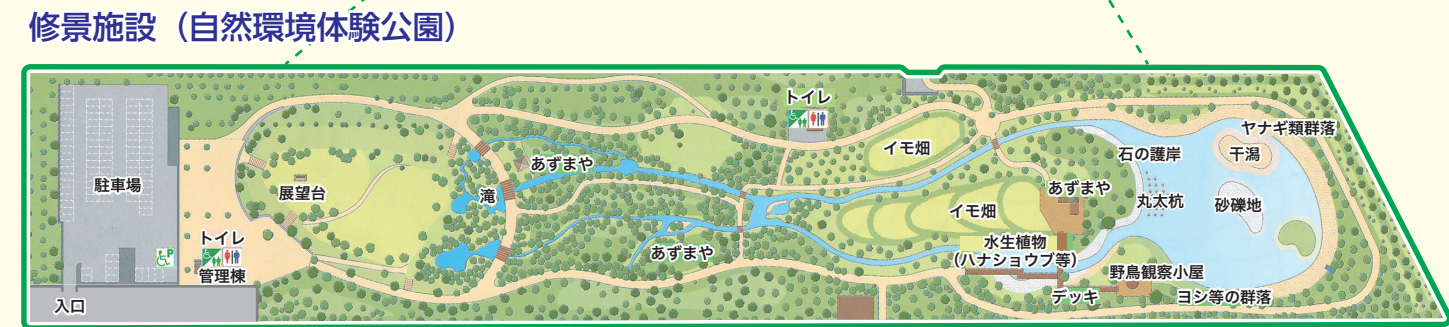 修景施設（自然環境体験公園）
トイレ
ヤナギ類群落
イモ畑
石の護岸
干潟
あずまや
駐車場
展望台
滝
あずまや
丸太杭
砂礫地
イモ畑
トイレ
水生植物
(ハナショウブ等)
あずまや
P
管理棟
野鳥観察小屋
デッキ
ヨシ等の群落
入口